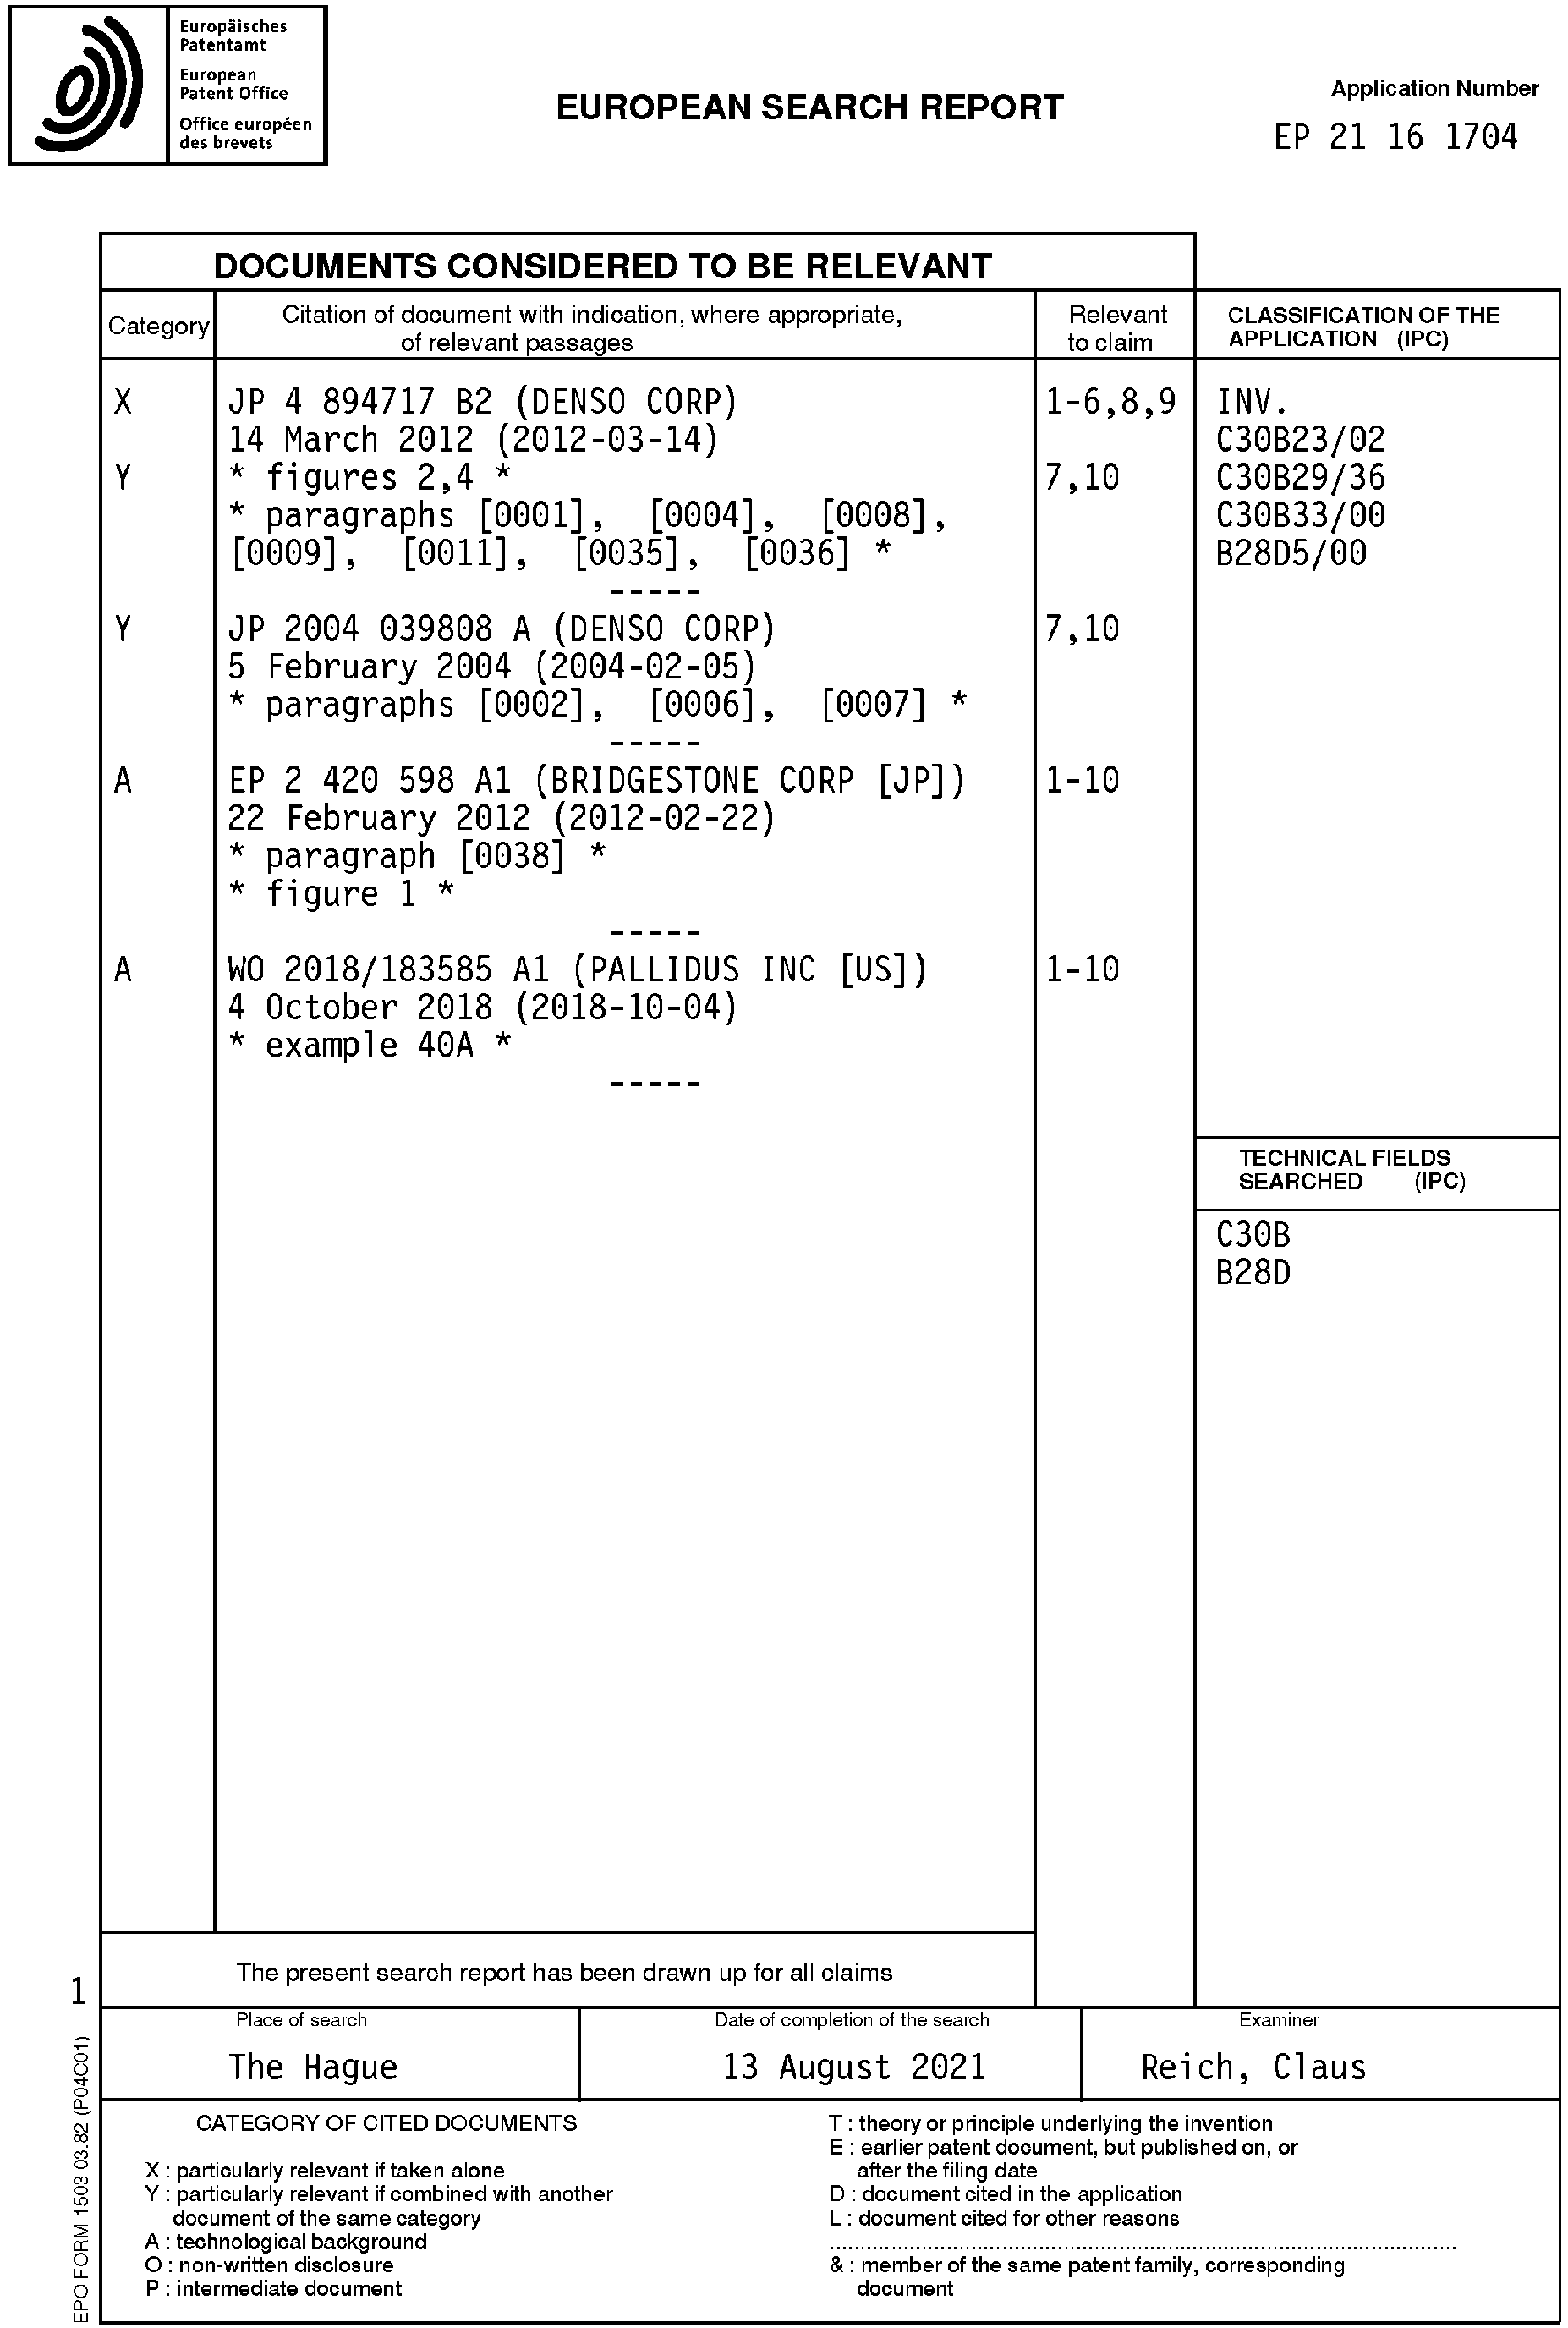 Europäisches
Patentamt
European
Patent Office
Office européen
des brevets
EUROPEAN SEARCH REPORT
Application Number
EP 21 16 1704
DOCUMENTS CONSIDERED TO BE RELEVANT
Category
Citation of document with indication, where appropriate,
of relevant passages
Relevant
to claim
CLASSIFICATION OF THE
APPLICATION (IPC)
X JP 4 894717 B2 (DENSO CORP) 1-6,8,9
14 March 2012 (2012-03-14)
Y * figures 2,4 * 7,10
* paragraphs [0001], [0004], [0008],
[0009], [0011], [0035], [0036] *
-----
Y JP 2004 039808 A (DENSO CORP) 7,10
5 February 2004 (2004-02-05)
* paragraphs [0002], [0006], [0007] *
-----
A EP 2 420 598 A1 (BRIDGESTONE CORP [JP]) 1-10
22 February 2012 (2012-02-22)
* paragraph [0038] *
* figure 1 *
-----
A WO 2018/183585 A1 (PALLIDUS INC [US]) 1-10
4 October 2018 (2018-10-04)
* example 40A *
-----
INV.
C30B23/02
C30B29/36
C30B33/00
B28D5/00
TECHNICAL FIELDS
SEARCHED (IPC)
C30B
B28D
The present search report has been drawn up for all claims
1
Place of search
The Hague
Date of completion of the search
13 August 2021
Examiner
Reich, Claus
CATEGORY OF CITED DOCUMENTS
X : particularly relevant if taken alone
Y : particularly relevant if combined with another
document of the same category
A : technological background
O : non-written disclosure
P : intermediate document
T : theory or principle underlying the invention
E : earlier patent document, but published on, or
after the filing date
D : document cited in the application
L : document cited for other reasons
& : member of the same patent family, corresponding
document
EPO FORM 1503 03.82 (P04C01)